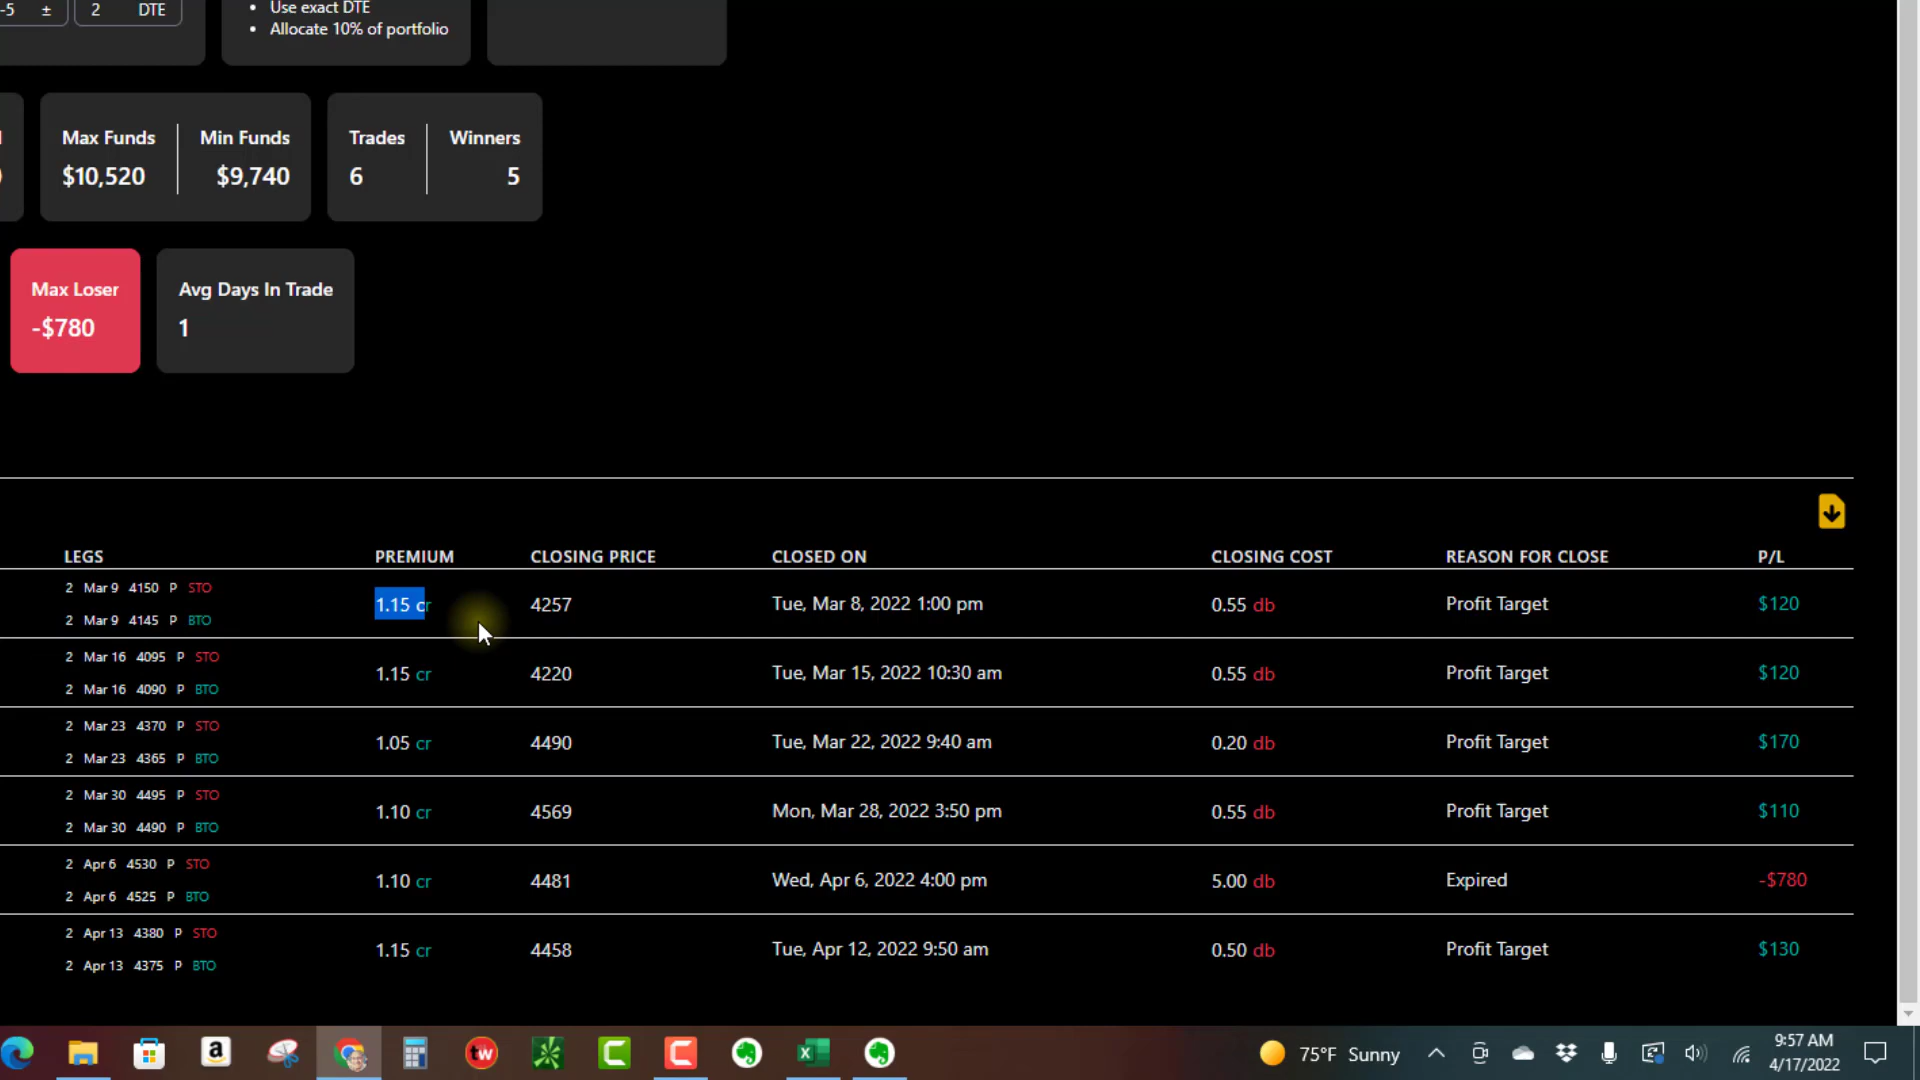 -5 ± 2 DTE
• Use exact DTE
• Allocate 10% of portfolio
Max Funds Min Funds
$10,520 $9,740
Trades Winners
6 5
Max Loser
-$780
Avg Days In Trade
1
LEGS PREMIUM CLOSING PRICE CLOSED ON CLOSING COST REASON FOR CLOSE P/L
2 Mar 9 4150 P STO
1.15 cr 4257 Tue, Mar 8, 2022 1:00 pm 0.55 db Profit Target $120
2 Mar 9 4145 P BTO
2 Mar 16 4095 P STO
1.15 cr 4220 Tue, Mar 15, 2022 10:30 am 0.55 db Profit Target $120
2 Mar 16 4090 P BTO
2 Mar 23 4370 P STO
1.05 cr 4490 Tue, Mar 22, 2022 9:40 am 0.20 db Profit Target $170
2 Mar 23 4365 P BTO
2 Mar 30 4495 P STO
1.10 cr 4569 Mon, Mar 28, 2022 3:50 pm 0.55 db Profit Target $110
2 Mar 30 4490 P BTO
2 Apr 6 4530 P STO
1.10 cr 4481 Wed, Apr 6, 2022 4:00 pm 5.00 db Expired -$780
2 Apr 6 4525 P BTO
2 Apr 13 4380 P STO
1.15 cr 4458 Tue, Apr 12, 2022 9:50 am 0.50 db Profit Target $130
2 Apr 13 4375 P BTO
a tw C C X
75°F Sunny
9:57 AM
4/17/2022